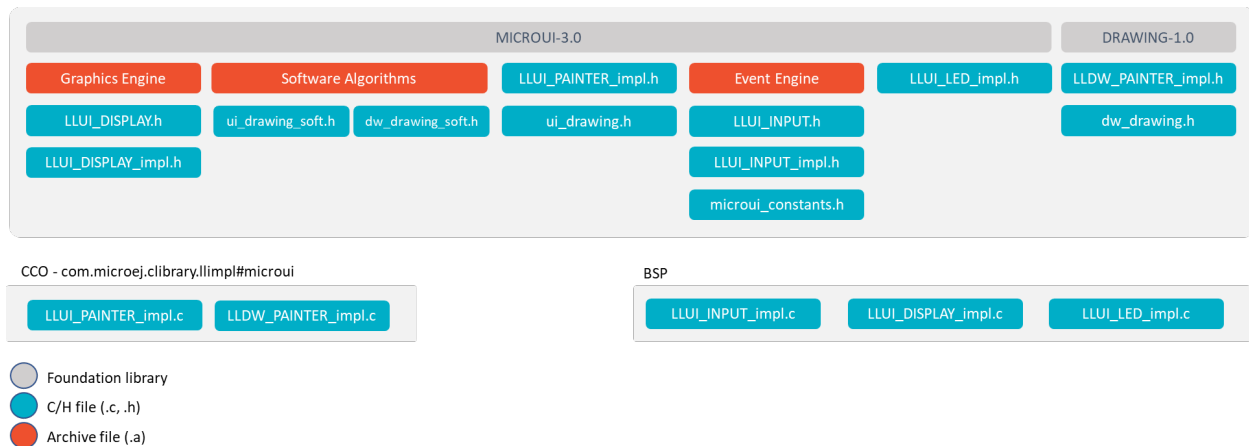 MICROUI-3.0
DRAWING-1.0
Graphics Engine
Software Algorithms
LLUI_PAINTER_impl.h
Event Engine
LLUI_LED_impl.h
LLDW_PAINTER_impl.h
LLUI_DISPLAY.h
ui_drawing_soft.h
dw_drawing_soft.h
ui_drawing.h
LLUI_INPUT.h
dw_drawing.h
LLUI_DISPLAY_impl.h
LLUI_INPUT_impl.h
microui_constants.h
CCO - com.microej.clibrary.llimpl#microui
BSP
LLUI_PAINTER_impl.c
LLDW_PAINTER_impl.c
LLUI_INPUT_impl.c
LLUI_DISPLAY_impl.c
LLUI_LED_impl.c
Foundation library
C/H file (.c, .h)
Archive file (.a)